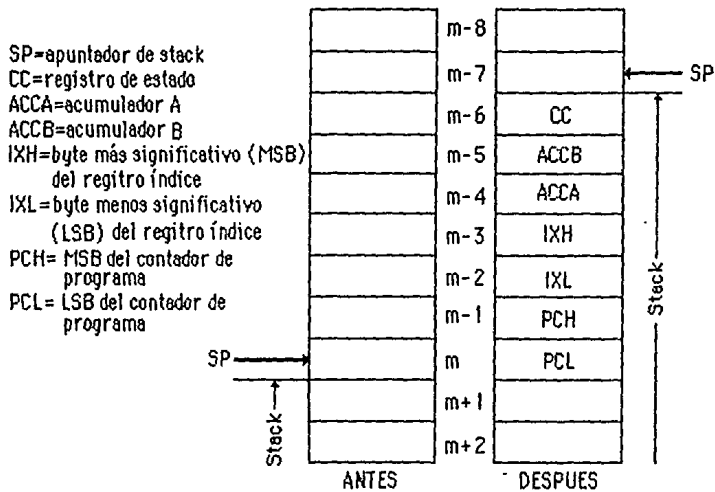 SP=apuntador de stack
CC=registro de estado
ACCA=acumulador A
ACCB=acumulador B
IXH=byte más significativo (MSB)
del regitro índice
IXL=byte menos significativo
(LSB) del regitro índice
PCH= MSB del contador de
programa
PCL= LSB del contador de
programa
SP
Stack
ANTES
m-8
m-7
m-6
m-5
m-4
m-3
m-2
m-1
m
m+1
m+2
CC
ACCB
ACCA
IXH
IXL
PCH
PCL
DESPUES
SP
Stack